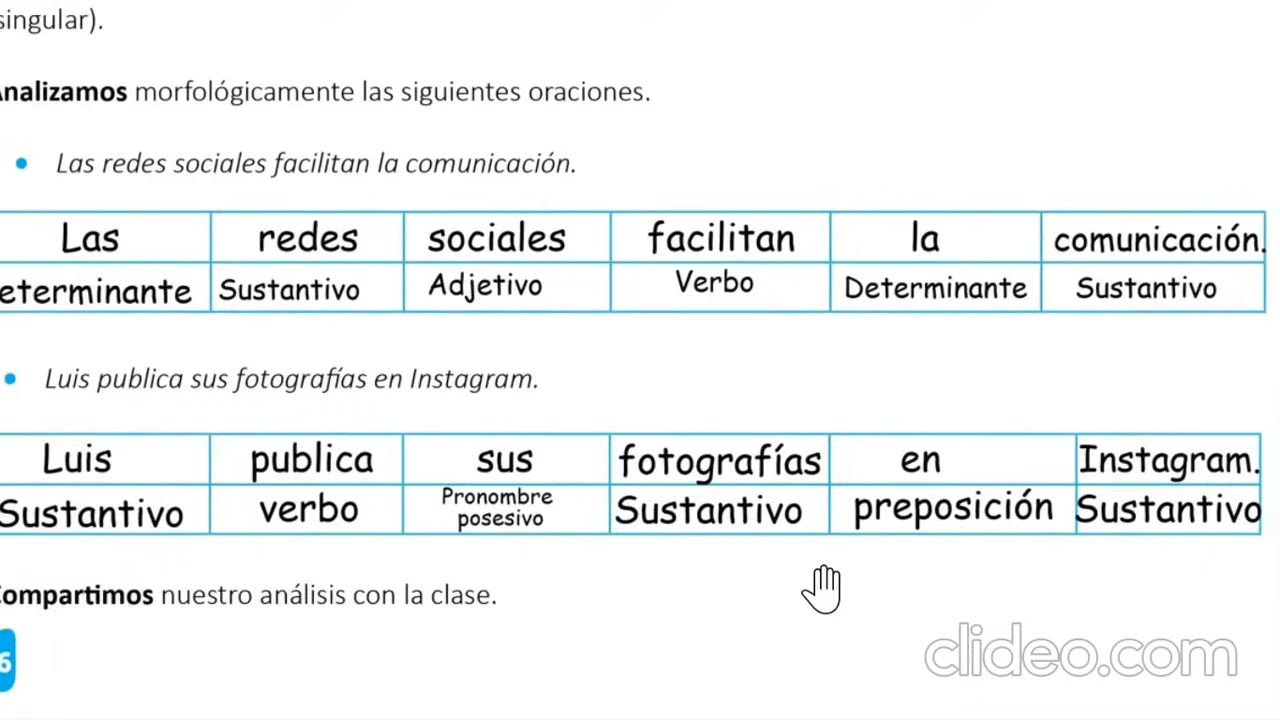 singular).
Analizamos morfológicamente las siguientes oraciones.
• Las redes sociales facilitan la comunicación.
Las redes sociales facilitan la comunicación.
eterminante Sustantivo Adjetivo Verbo Determinante Sustantivo
• Luis publica sus fotografías en Instagram.
Luis publica sus fotografías en Instagram.
Sustantivo verbo Pronombre posesivo Sustantivo preposición Sustantivo
Compartimos nuestro análisis con la clase.
6
clideo.com